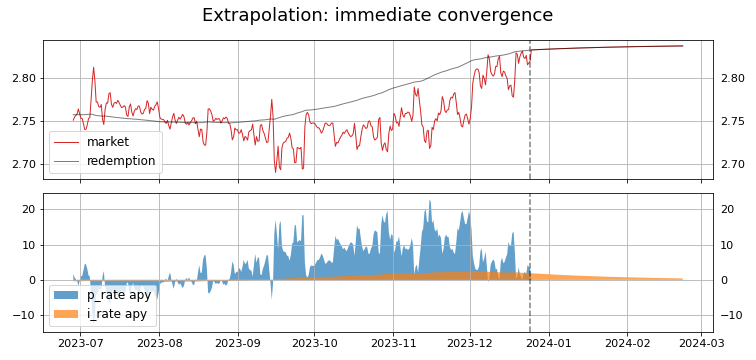 Extrapolation: immediate convergence
2.80 2.80
2.75 2.75
market
redemption
2.70 2.70
20 20
10 10
0 0
p_rate apy
i_rate apy
−10 −10
2023-07 2023-08 2023-09 2023-10 2023-11 2023-12 2024-01 2024-02 2024-03